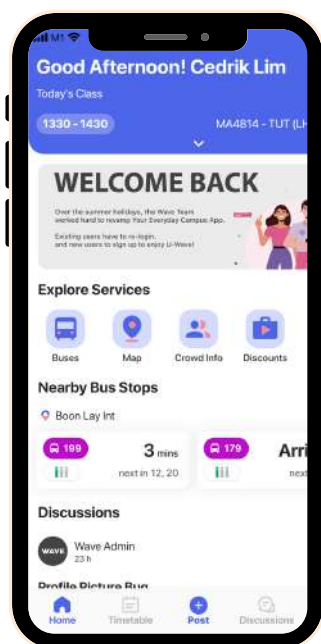 M1
Good Afternoon! Cedrik Lim
Today's Class
1330 - 1430
MA4814 - TUT (LH
WELCOME BACK
Over the summer holidays, the Wave Team
worked hard to revamp Your Everyday Campus App.
Existing users have to re-login,
and new users to sign up to enjoy U-Wave!
Explore Services
Buses Map Crowd Info Discounts
Nearby Bus Stops
Boon Lay Int
199 3 mins 179 Arri
next in 12, 20 next
Discussions
WAVE Wave Admin
23 h
Profile Picture Bug
Home Timetable Post Discussions